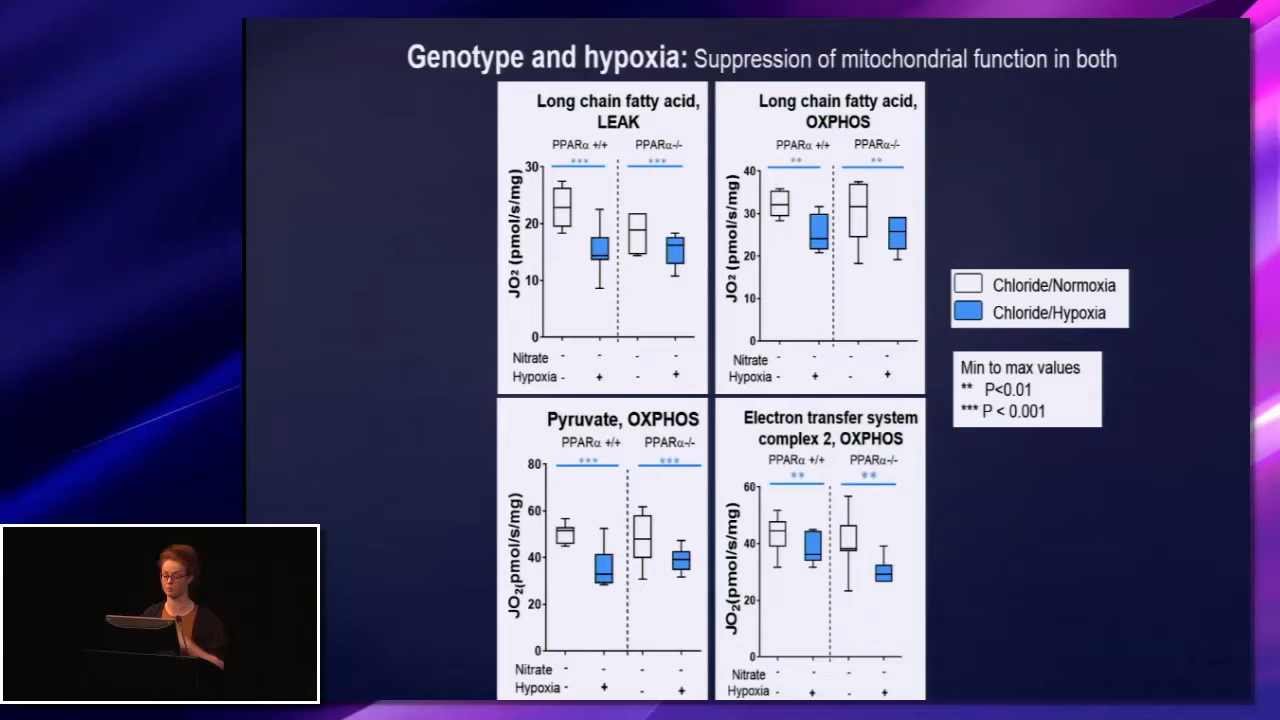 Genotype and hypoxia: Suppression of mitochondrial function in both
Long chain fatty acid,
LEAK
PPARα +/+ PPARα-/-
*** ***
30
20
10
0
JO² (pmol/s/mg)
Nitrate - - - -
Hypoxia - + - +
Long chain fatty acid,
OXPHOS
PPARα +/+ PPARα-/-
** **
40
30
20
10
0
JO² (pmol/s/mg)
Nitrate - - - -
Hypoxia - + - +
Chloride/Normoxia
Chloride/Hypoxia
Min to max values
** P<0.01
*** P < 0.001
Pyruvate, OXPHOS
PPARα +/+ PPARα-/-
*** ***
80
60
40
20
0
JO₂(pmol/s/mg)
Nitrate - - - -
Hypoxia - + - +
Electron transfer system
complex 2, OXPHOS
PPARα +/+ PPARα-/-
** **
60
40
20
0
JO₂(pmol/s/mg)
Nitrate - - - -
Hypoxia - + - +